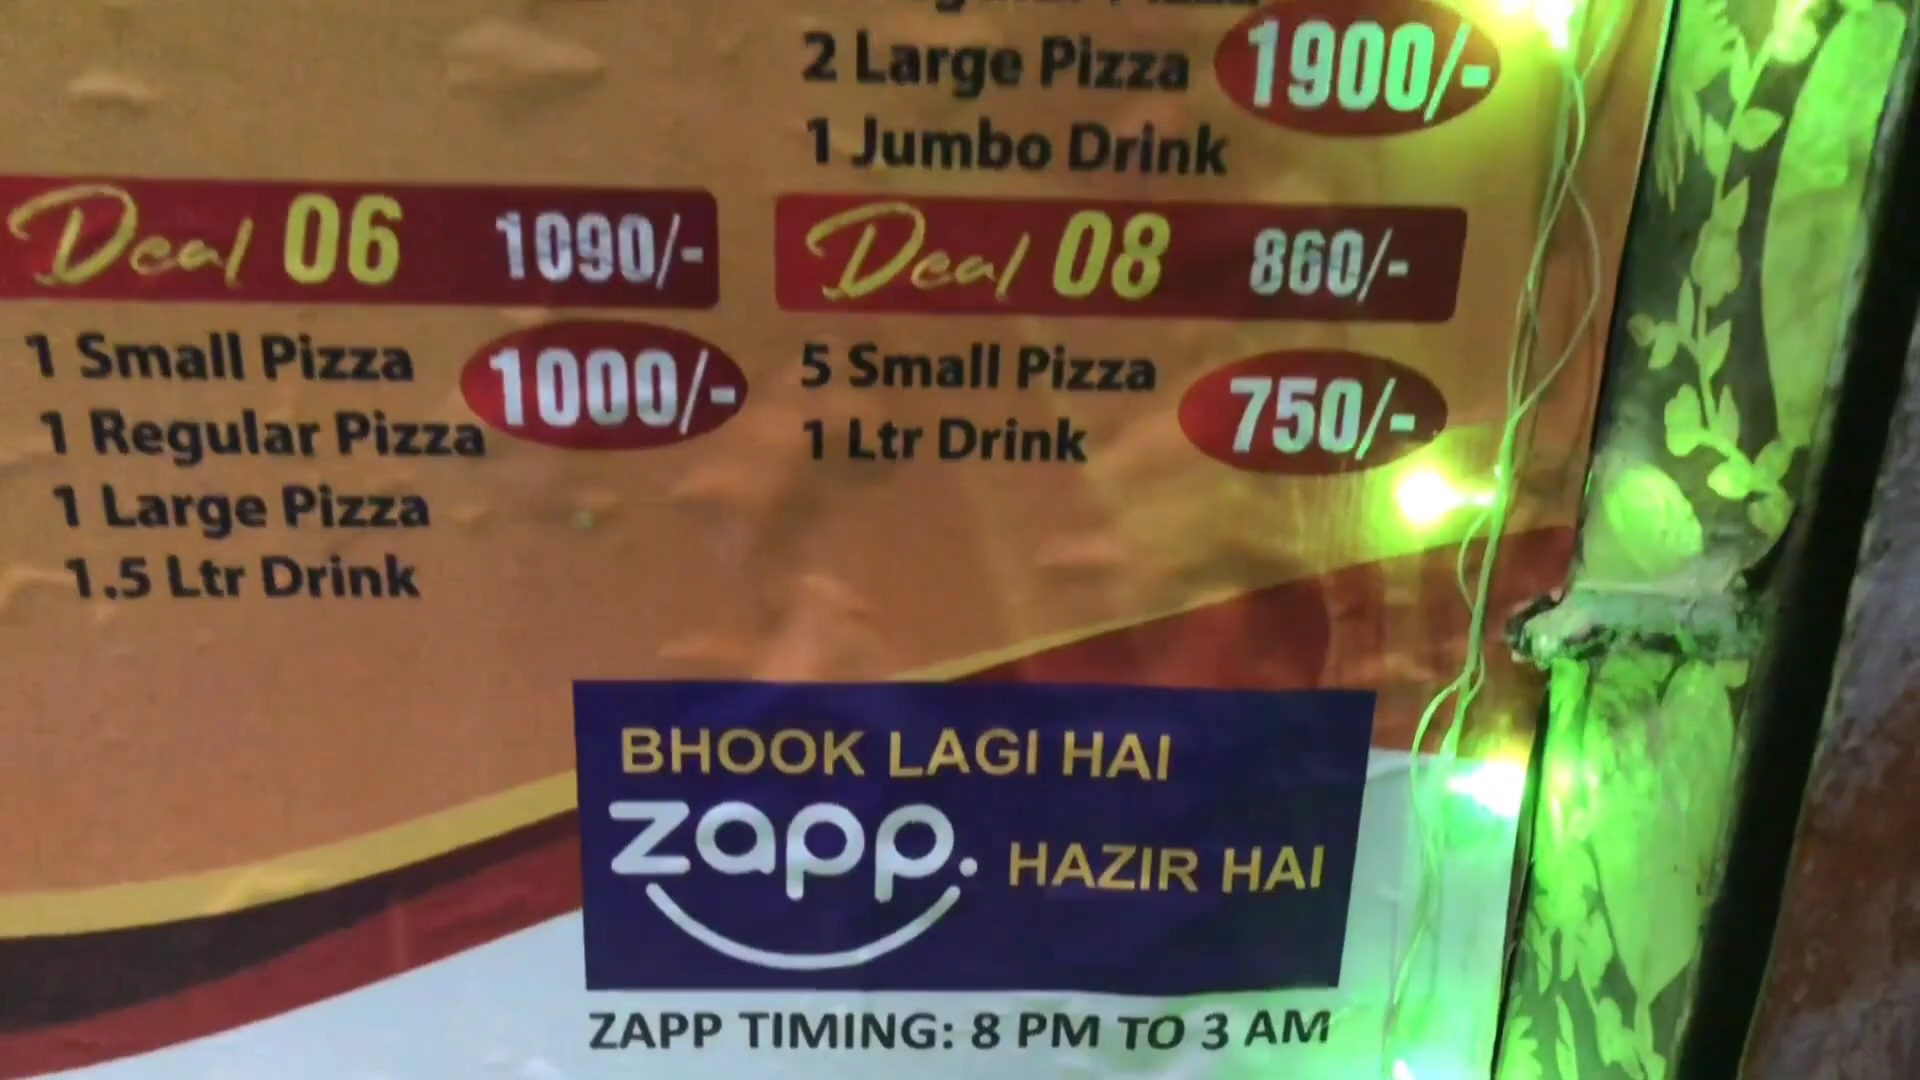 2 Large Pizza 1900/-
1 Jumbo Drink
Deal 06 1090/-
1 Small Pizza 1000/-
1 Regular Pizza
1 Large Pizza
1.5 Ltr Drink
Deal 08 860/-
5 Small Pizza 750/-
1 Ltr Drink
BHOOK LAGI HAI
zapp. HAZIR HAI
ZAPP TIMING: 8 PM TO 3 AM